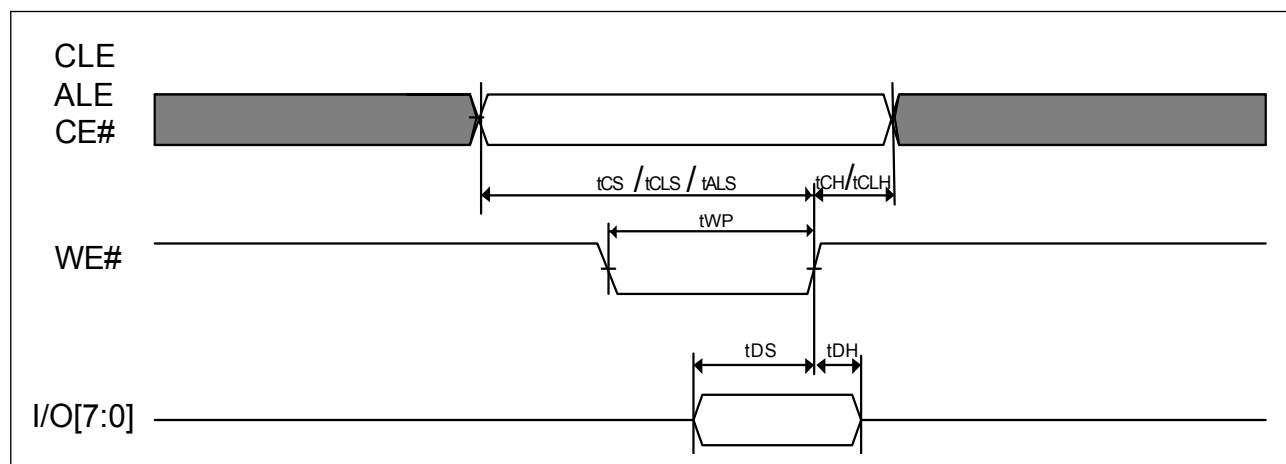 CLE
ALE
CE#
tCS /tCLS / tALS
tCH/tCLH
tWP
WE#
tDS
tDH
I/O[7:0]